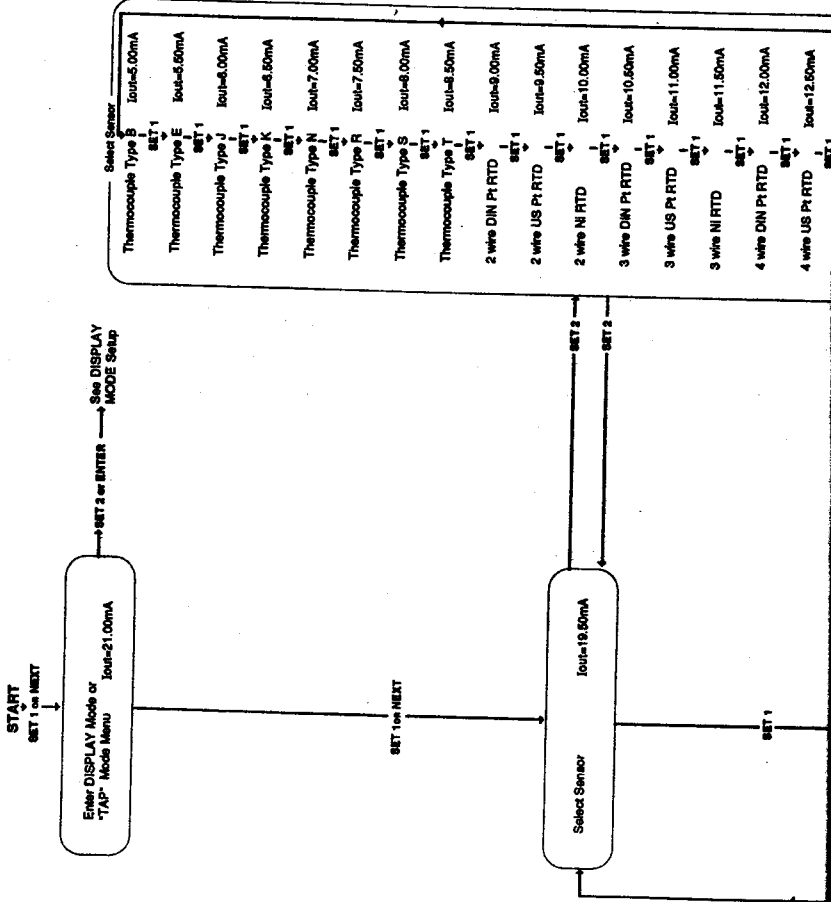 START
SET 1 or NEXT
Enter DISPLAY Mode or
"TAP" Mode Menu Iout=21.00mA
SET 2 or ENTER
See DISPLAY
MODE Setup
SET 1 or NEXT
Select Sensor Iout=19.50mA
SET 2
SET 2
SET 1
Select Sensor
Thermocouple Type B Iout=5.00mA
SET 1
Thermocouple Type E Iout=5.50mA
SET 1
Thermocouple Type J Iout=6.00mA
SET 1
Thermocouple Type K Iout=6.50mA
SET 1
Thermocouple Type N Iout=7.00mA
SET 1
Thermocouple Type R Iout=7.50mA
SET 1
Thermocouple Type S Iout=8.00mA
SET 1
Thermocouple Type T Iout=8.50mA
SET 1
2 wire DIN Pt RTD Iout=9.00mA
SET 1
2 wire US Pt RTD Iout=9.50mA
SET 1
2 wire Ni RTD Iout=10.00mA
SET 1
3 wire DIN Pt RTD Iout=10.50mA
SET 1
3 wire US Pt RTD Iout=11.00mA
SET 1
3 wire Ni RTD Iout=11.50mA
SET 1
4 wire DIN Pt RTD Iout=12.00mA
SET 1
4 wire US Pt RTD Iout=12.50mA
SET 1